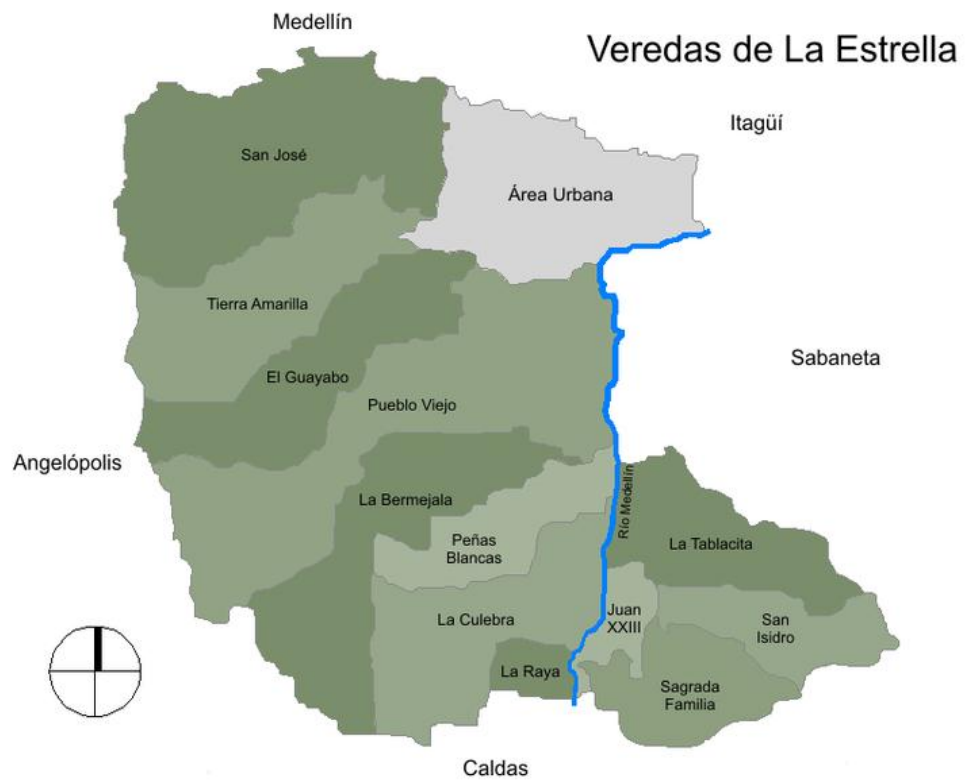 Medellín
Veredas de La Estrella
Itagüí
San José
Área Urbana
Tierra Amarilla
Sabaneta
El Guayabo
Pueblo Viejo
Angelópolis
La Bermejala
Río Medellín
Peñas
Blancas
La Tablacita
La Culebra
Juan
XXIII
San
Isidro
La Raya
Sagrada
Familia
Caldas